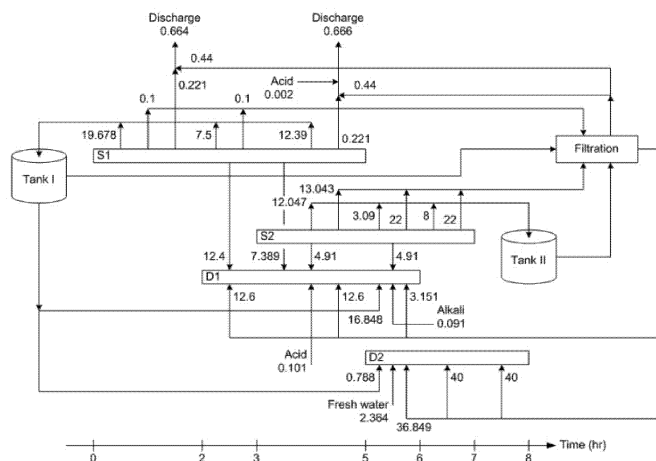 Discharge
0.664
Discharge
0.666
0.44
0.221
Acid
0.002
0.44
0.1
0.1
19.678
7.5
12.39
0.221
S1
Tank I
Filtration
13.043
12.047
3.09
22
8
22
S2
Tank II
12.4
7.389
4.91
4.91
D1
12.6
12.6
3.151
16.848
Alkali
0.091
Acid
0.101
D2
0.788
40
40
Fresh water
2.364
36.849
Time (hr)
0
2
3
5
6
7
8